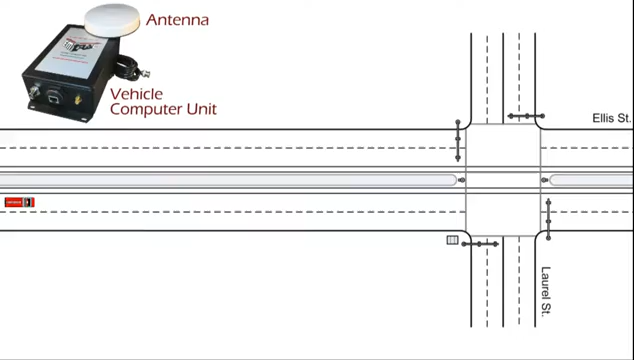 Antenna
Vehicle
Computer Unit
Ellis St.
Laurel St.